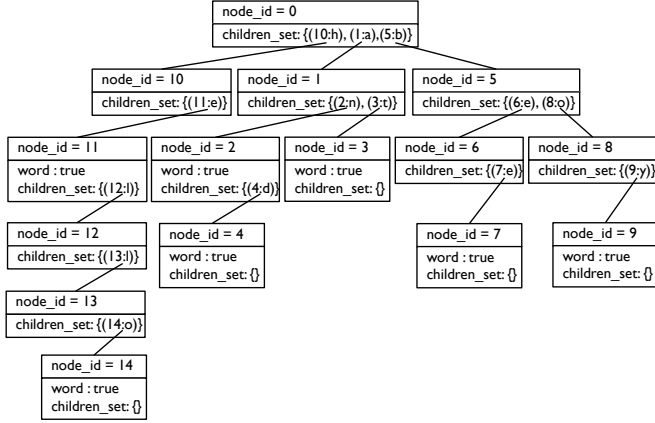 node_id = 0
children_set: {(10:h), (1:a),(5:b)}
node_id = 10
children_set: {(11:e)}
node_id = 1
children_set: {(2:n), (3:t)}
node_id = 5
children_set: {(6:e), (8:o)}
node_id = 11
word : true
children_set: {(12:l)}
node_id = 2
word : true
children_set: {(4:d)}
node_id = 3
word : true
children_set: {}
node_id = 6
children_set: {(7:e)}
node_id = 8
children_set: {(9:y)}
node_id = 12
children_set: {(13:l)}
node_id = 4
word : true
children_set: {}
node_id = 7
word : true
children_set: {}
node_id = 9
word : true
children_set: {}
node_id = 13
children_set: {(14:o)}
node_id = 14
word : true
children_set: {}